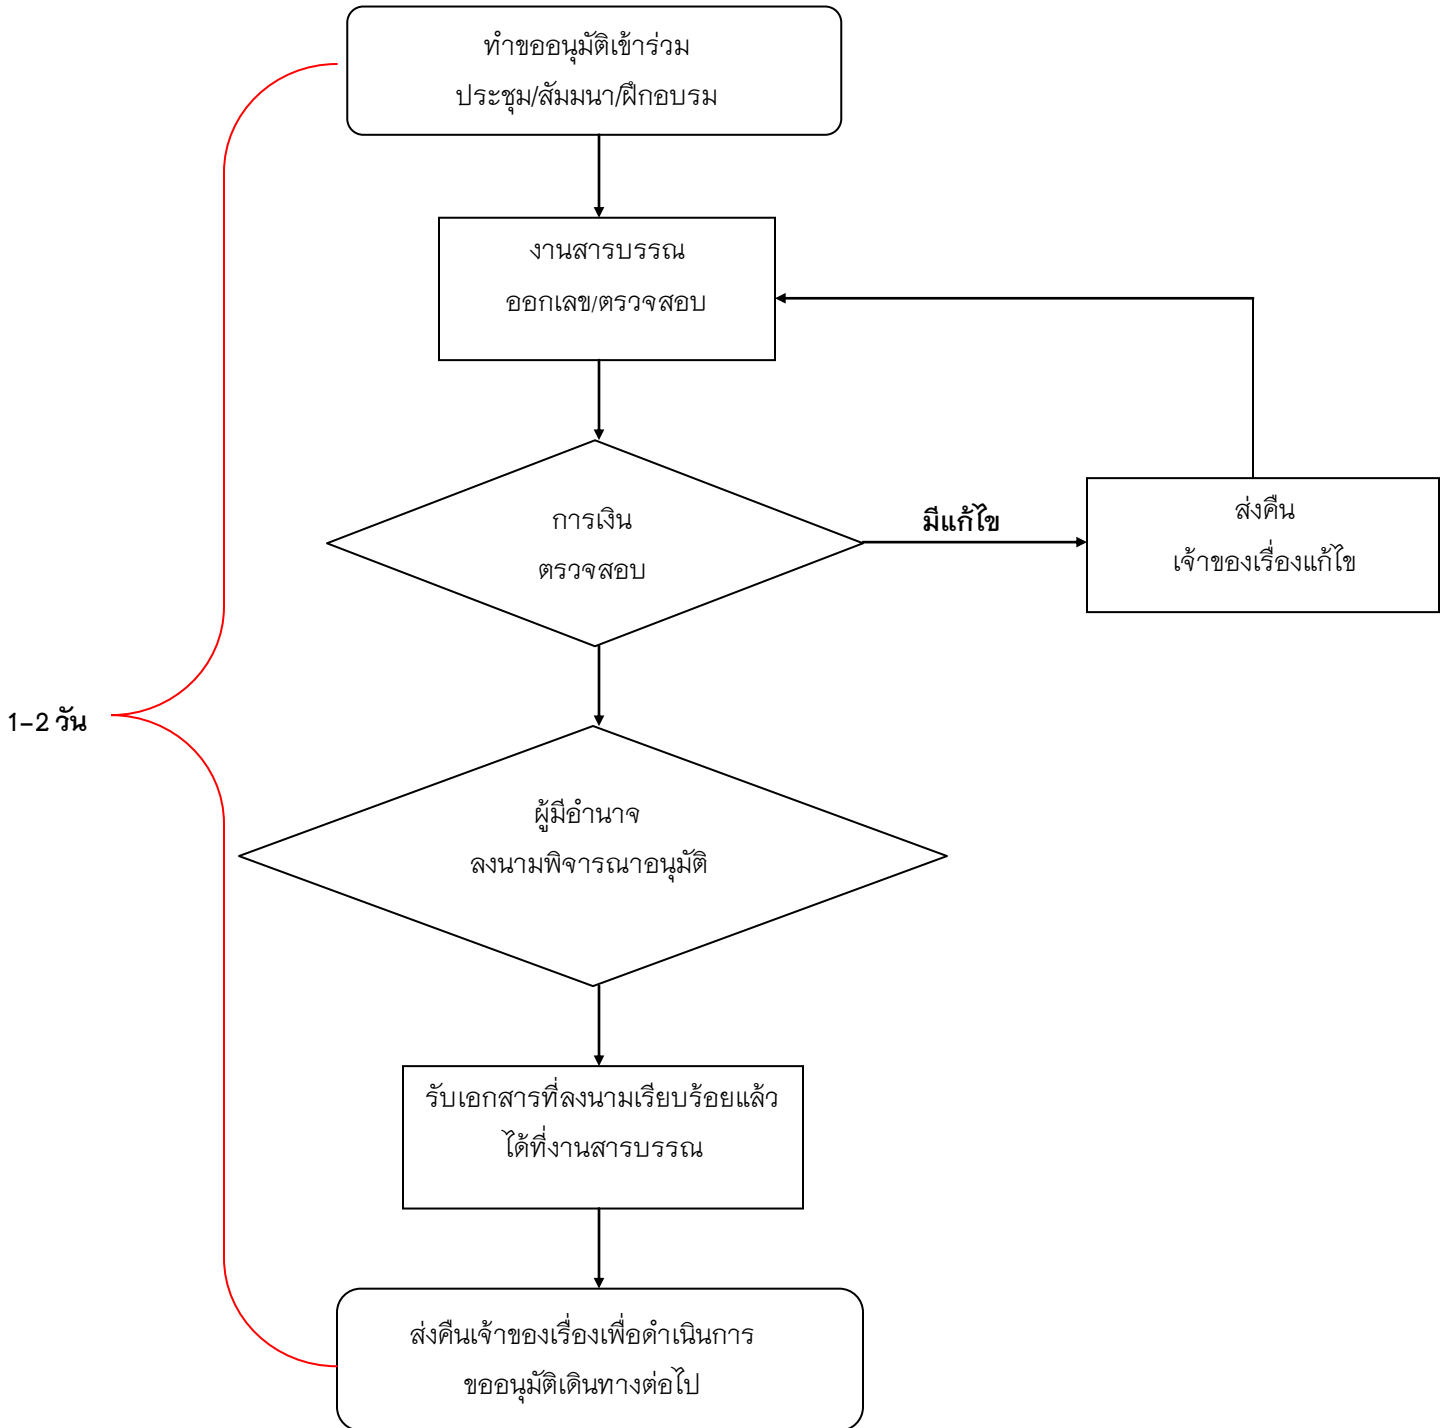 ทำขออนุมัติเข้าร่วม
ประชุม/สัมมนา/ฝึกอบรม
งานสารบรรณ
ออกเลข/ตรวจสอบ
การเงิน
ตรวจสอบ
มีแก้ไข
ส่งคืน
เจ้าของเรื่องแก้ไข
1-2 วัน
ผู้มีอำนาจ
ลงนามพิจารณาอนุมัติ
รับเอกสารที่ลงนามเรียบร้อยแล้ว
ได้ที่งานสารบรรณ
ส่งคืนเจ้าของเรื่องเพื่อดำเนินการ
ขออนุมัติเดินทางต่อไป